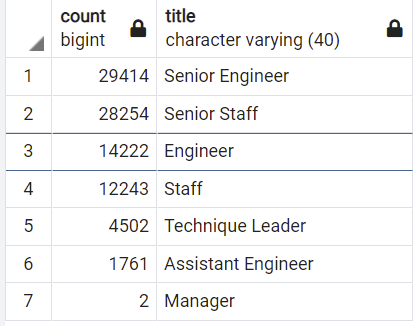 count title
bigint character varying (40)
1 29414 Senior Engineer
2 28254 Senior Staff
3 14222 Engineer
4 12243 Staff
5 4502 Technique Leader
6 1761 Assistant Engineer
7 2 Manager